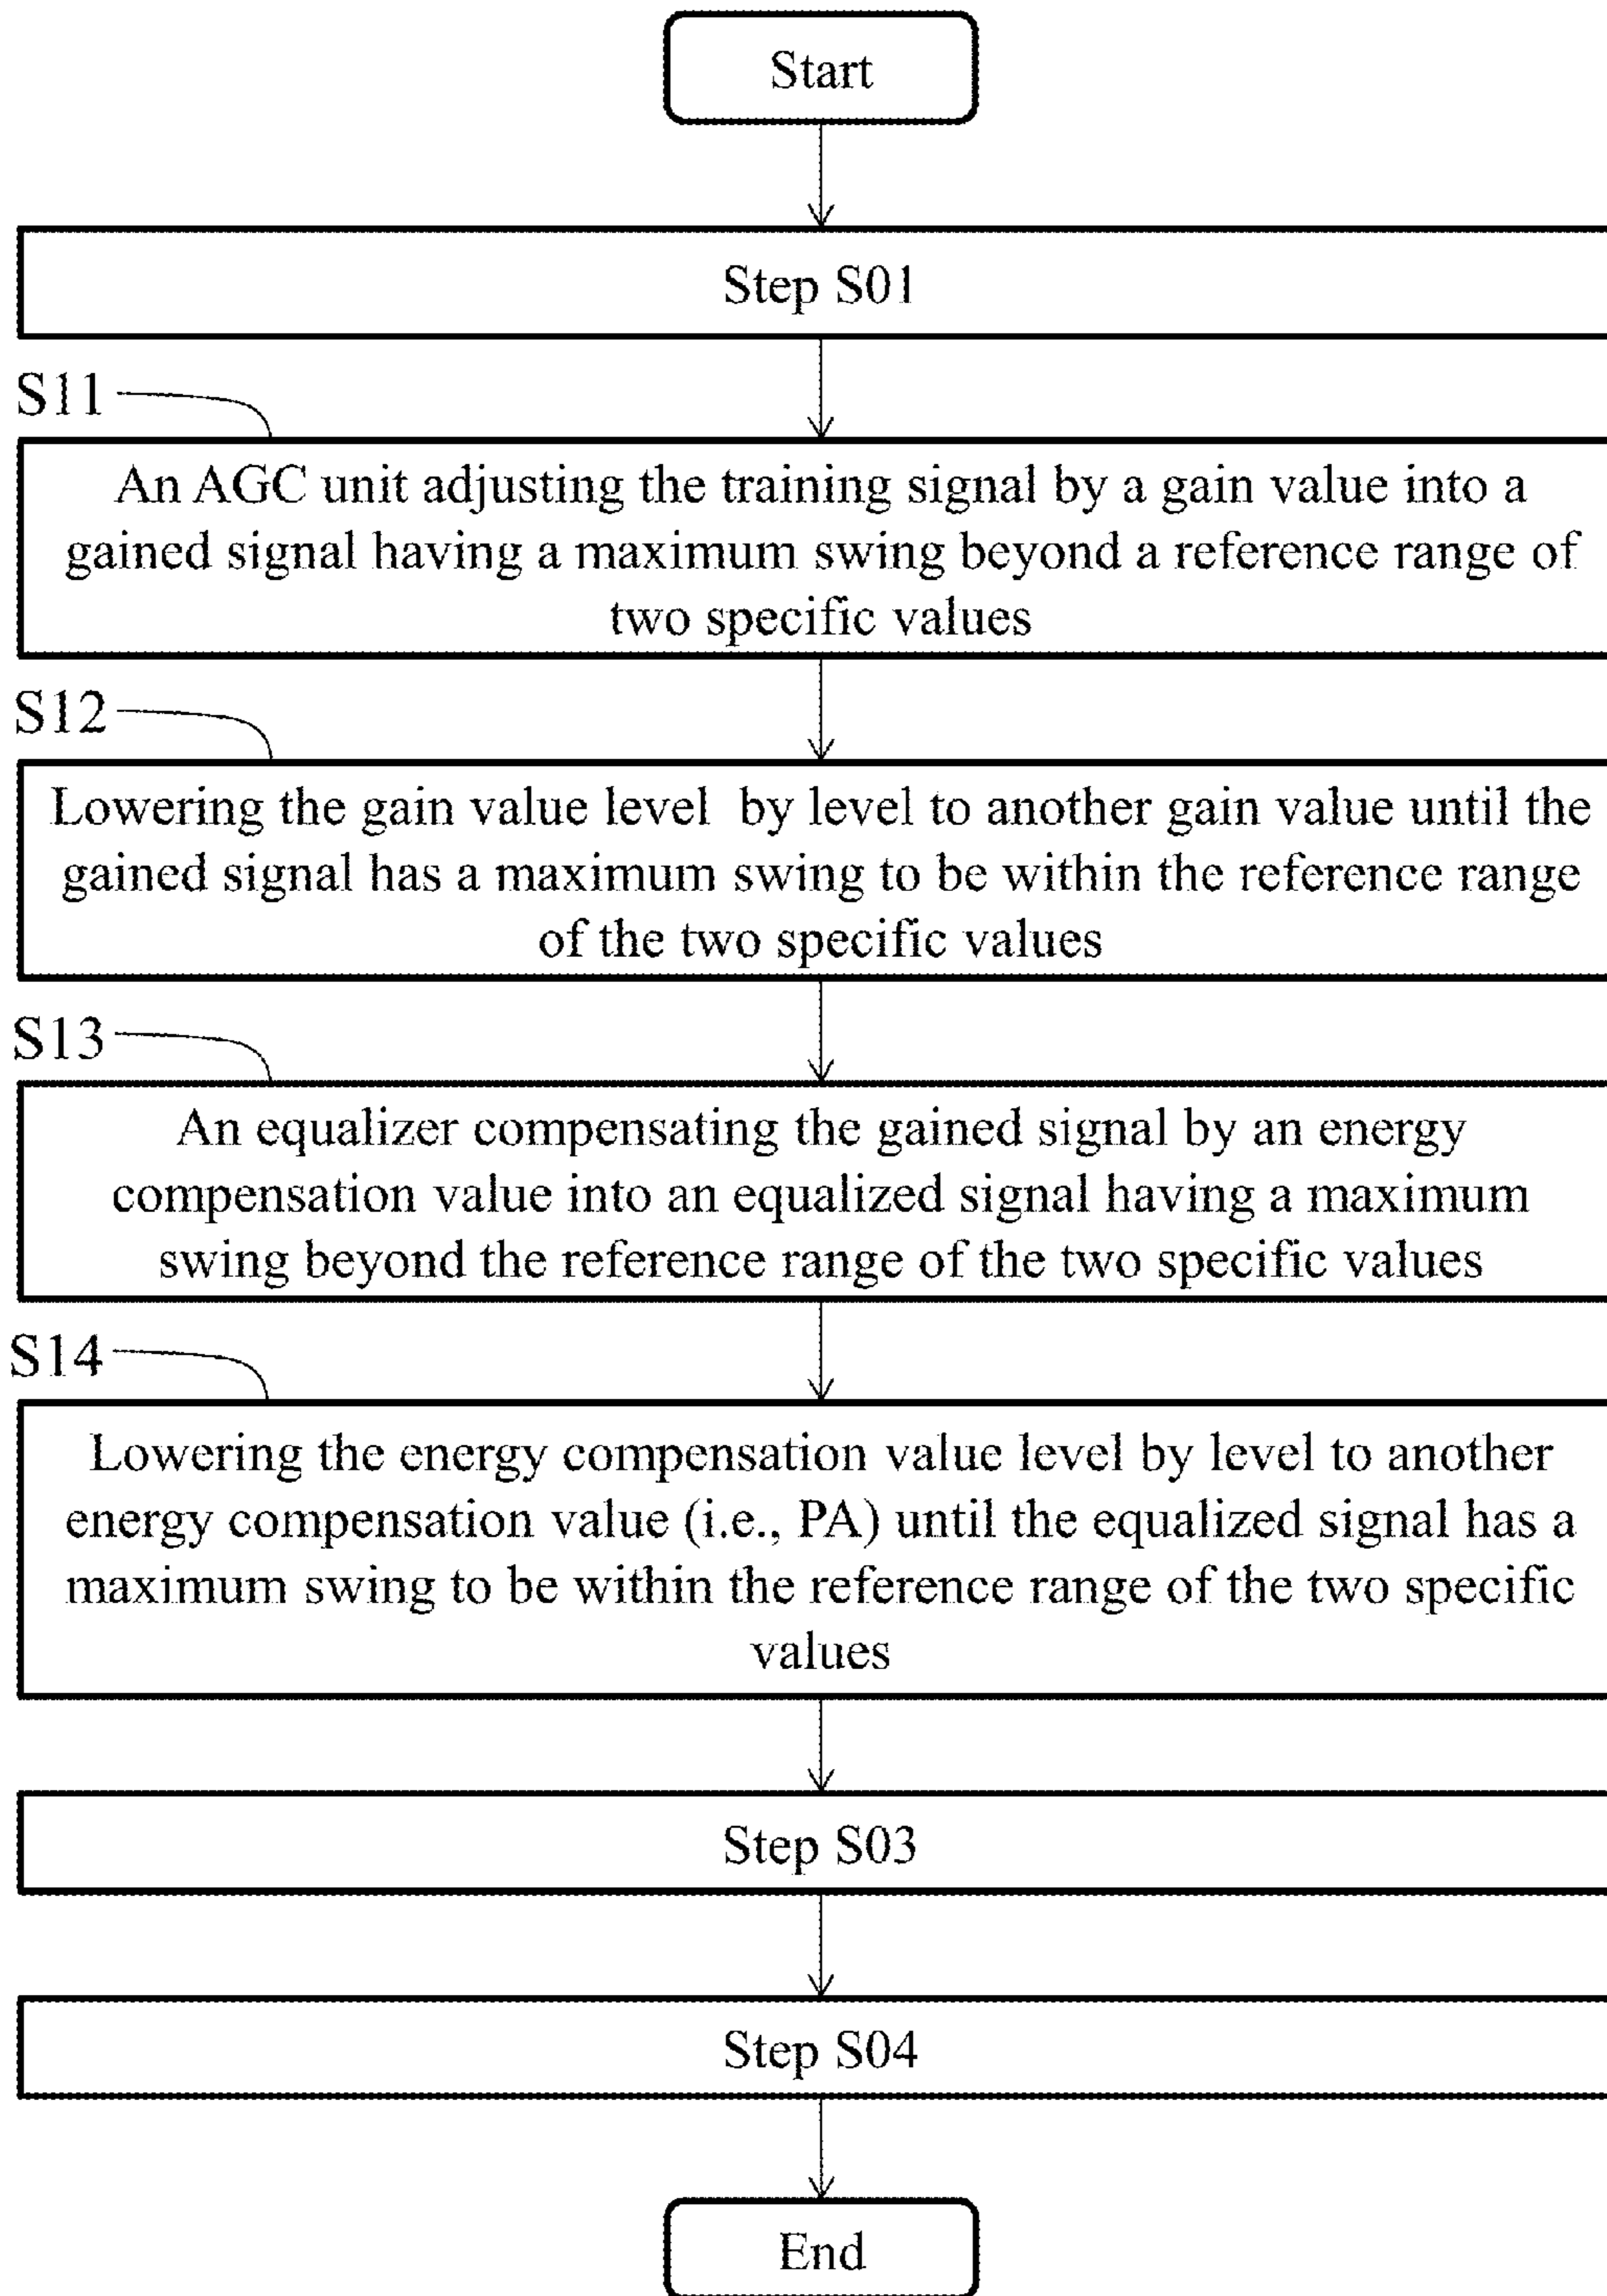 Start
Step S01
S11
An AGC unit adjusting the training signal by a gain value into a
gained signal having a maximum swing beyond a reference range of
two specific values
S12
Lowering the gain value level by level to another gain value until the
gained signal has a maximum swing to be within the reference range
of the two specific values
S13
An equalizer compensating the gained signal by an energy
compensation value into an equalized signal having a maximum
swing beyond the reference range of the two specific values
S14
Lowering the energy compensation value level by level to another
energy compensation value (i.e., PA) until the equalized signal has a
maximum swing to be within the reference range of the two specific
values
Step S03
Step S04
End